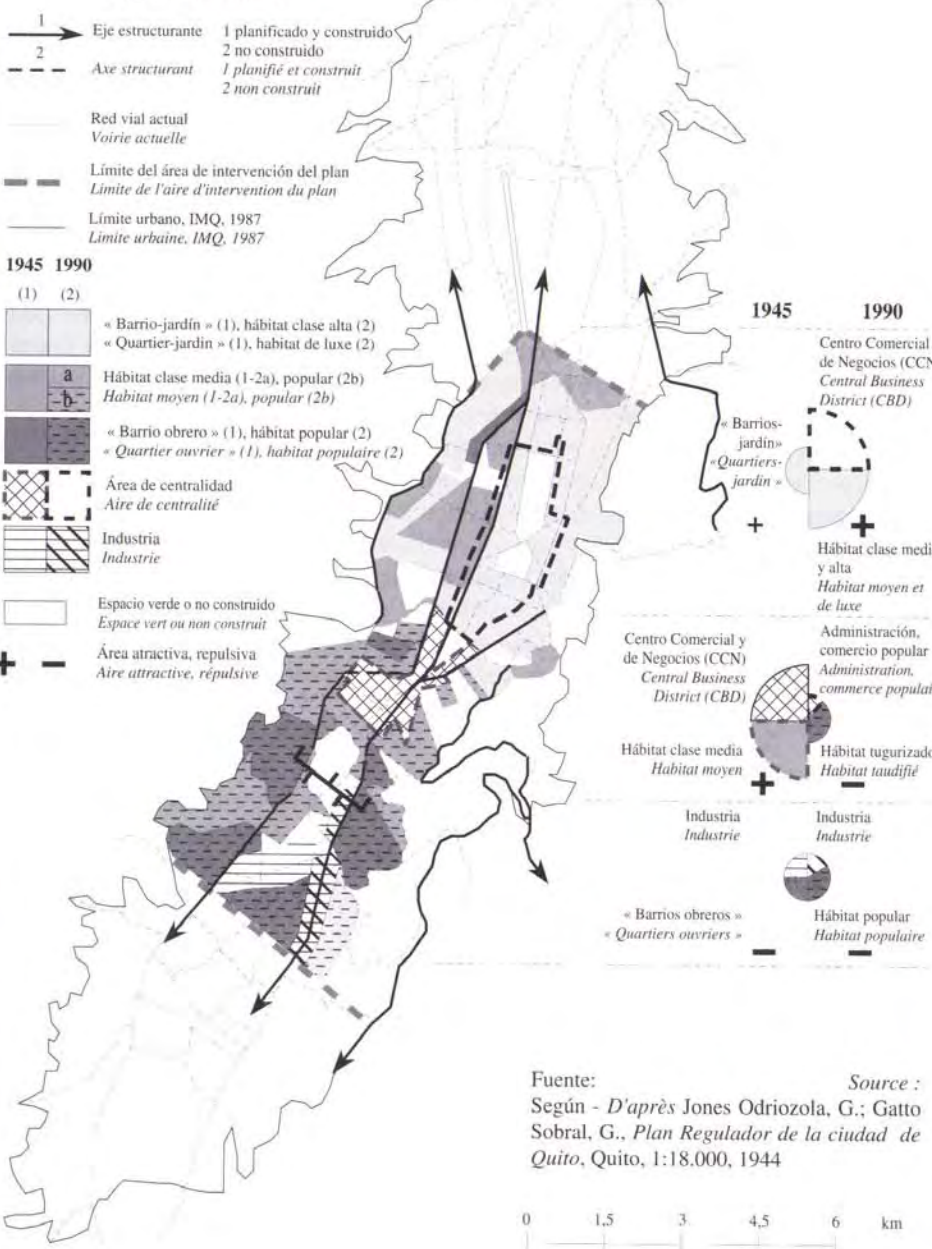 1
Eje estructurante 1 planificado y construido
2 2 no construido
Axe structurant 1 planifié et construit
2 non construit
Red vial actual
Voirie actuelle
Límite del área de intervención del plan
Limite de l'aire d'intervention du plan
Límite urbano, IMQ, 1987
Limite urbaine, IMQ, 1987
1945 1990
(1) (2)
« Barrio-jardín » (1), hábitat clase alta (2)
« Quartier-jardin » (1), habitat de luxe (2)
a
b
Hábitat clase media (1-2a), popular (2b)
Habitat moyen (1-2a), popular (2b)
« Barrio obrero » (1), hábitat popular (2)
« Quartier ouvrier » (1), habitat populaire (2)
Área de centralidad
Aire de centralité
Industria
Industrie
Espacio verde o no construido
Espace vert ou non construit
+ –
Área atractiva, repulsiva
Aire attractive, répulsive
1945 1990
Centro Comercial
de Negocios (CCN
Central Business
District (CBD)
« Barrios-
jardín»
«Quartiers-
jardin »
+ +
Hábitat clase medi
y alta
Habitat moyen et
de luxe
Centro Comercial y
de Negocios (CCN)
Central Business
District (CBD)
Administración,
comercio popular
Administration,
commerce populai
Hábitat clase media
Habitat moyen
Hábitat tugurizado
Habitat taudifié
+ –
Industria
Industrie
Industria
Industrie
« Barrios obreros »
« Quartiers ouvriers »
Hábitat popular
Habitat populaire
– –
Fuente: Source :
Según - D'après Jones Odriozola, G.; Gatto
Sobral, G., Plan Regulador de la ciudad de
Quito, Quito, 1:18.000, 1944
0 1,5 3 4,5 6 km